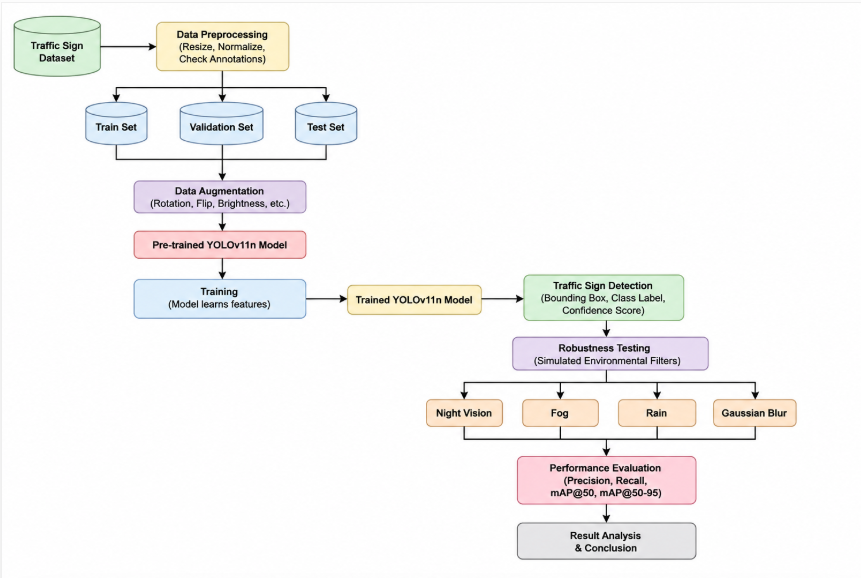 Traffic Sign
Dataset
Data Preprocessing
(Resize, Normalize,
Check Annotations)
Train Set
Validation Set
Test Set
Data Augmentation
(Rotation, Flip, Brightness, etc.)
Pre-trained YOLOv11n Model
Training
(Model learns features)
Trained YOLOv11n Model
Traffic Sign Detection
(Bounding Box, Class Label,
Confidence Score)
Robustness Testing
(Simulated Environmental Filters)
Night Vision
Fog
Rain
Gaussian Blur
Performance Evaluation
(Precision, Recall,
mAP@50, mAP@50-95)
Result Analysis
& Conclusion